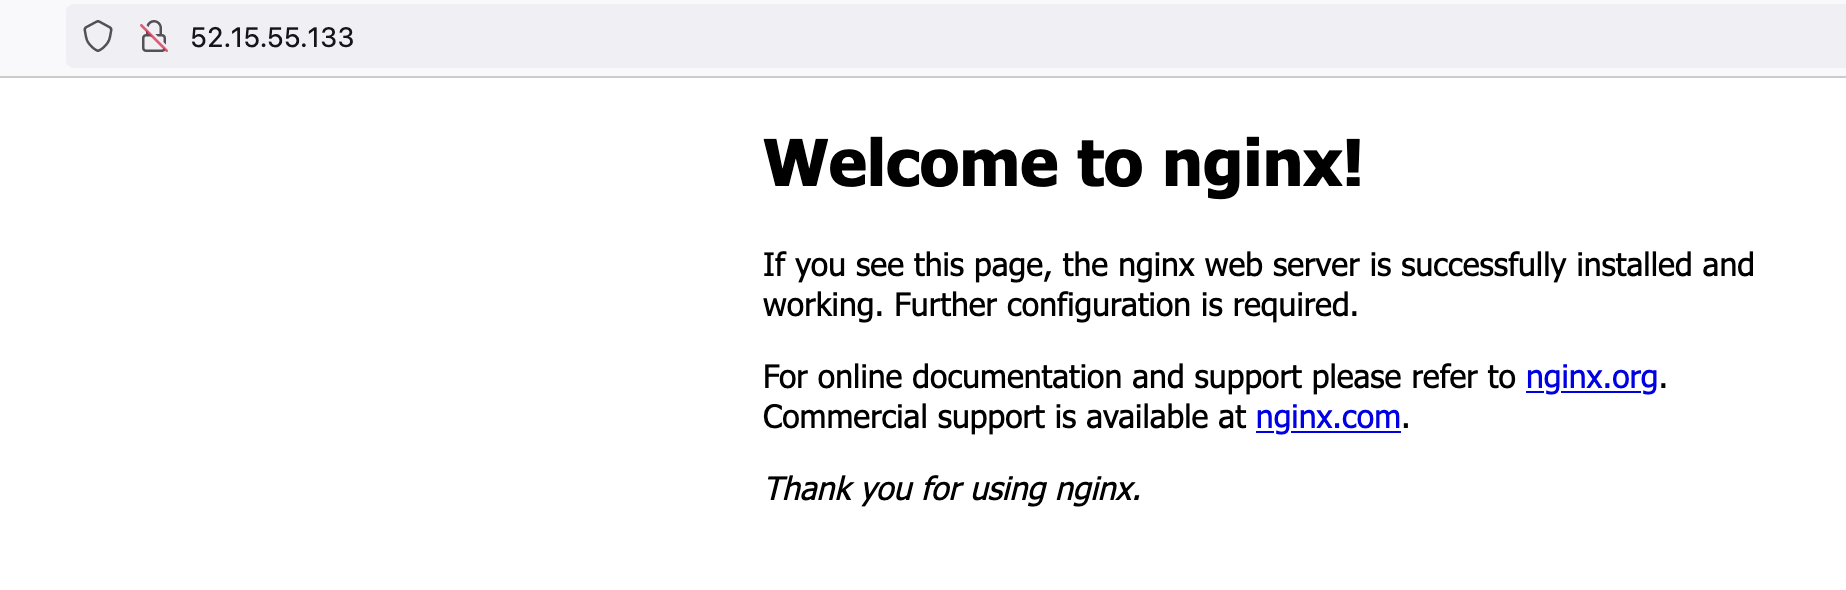 52.15.55.133
Welcome to nginx!
If you see this page, the nginx web server is successfully installed and
working. Further configuration is required.
For online documentation and support please refer to nginx.org.
Commercial support is available at nginx.com.
Thank you for using nginx.